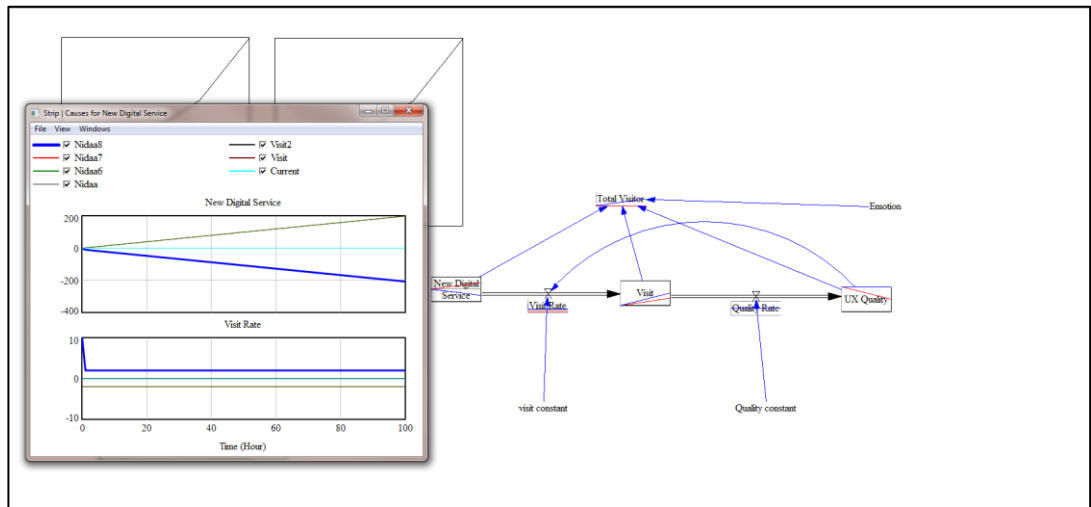 Strip | Causes for New Digital Service
File View Windows
Nidaa8
Visit2
Nidaa7
Visit
Nidaa6
Current
Nidaa
New Digital Service
200
0
-200
-400
Visit Rate
10
0
-10
0 20 40 60 80 100
Time (Hour)
Total Visitor
Emotion
New Digital
Service
Visit Rate
Visit
Quality Rate
UX Quality
visit constant
Quality constant